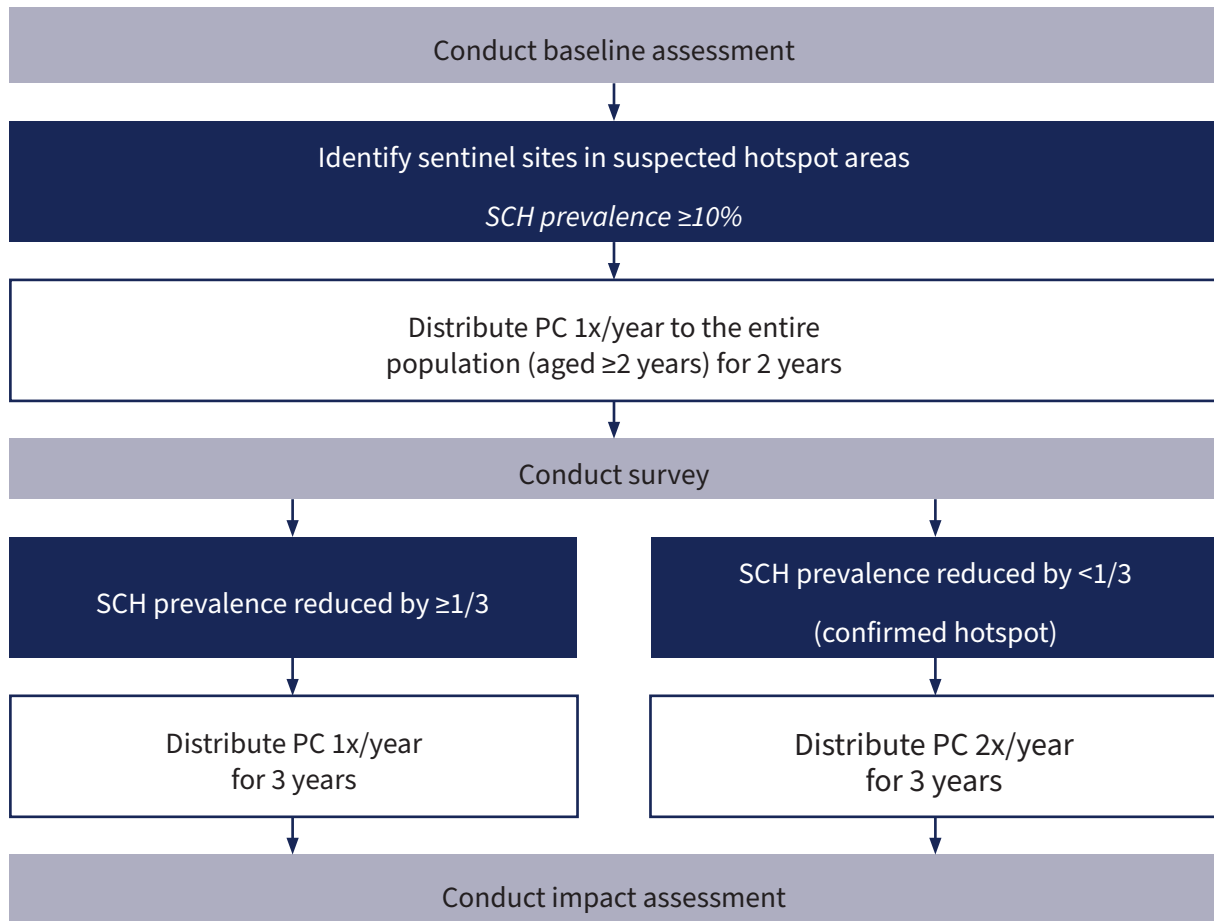 Conduct baseline assessment
Identify sentinel sites in suspected hotspot areas
SCH prevalence ≥10%
Distribute PC 1x/year to the entire
population (aged ≥2 years) for 2 years
Conduct survey
SCH prevalence reduced by ≥1/3
SCH prevalence reduced by <1/3
(confirmed hotspot)
Distribute PC 1x/year
for 3 years
Distribute PC 2x/year
for 3 years
Conduct impact assessment